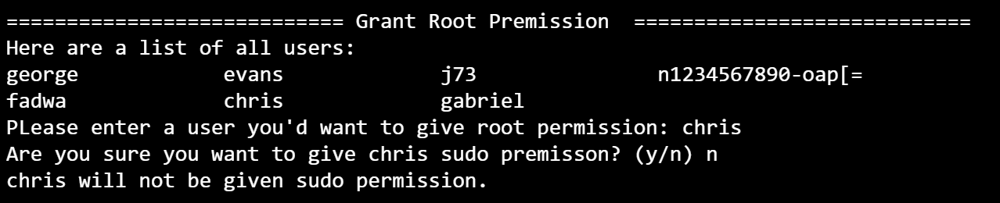 ============================ Grant Root Premission  ============================
Here are a list of all users:
george            evans             j73               n1234567890-oap[=
fadwa             chris             gabriel
PLease enter a user you'd want to give root permission: chris
Are you sure you want to give chris sudo premisson? (y/n) n
chris will not be given sudo permission.